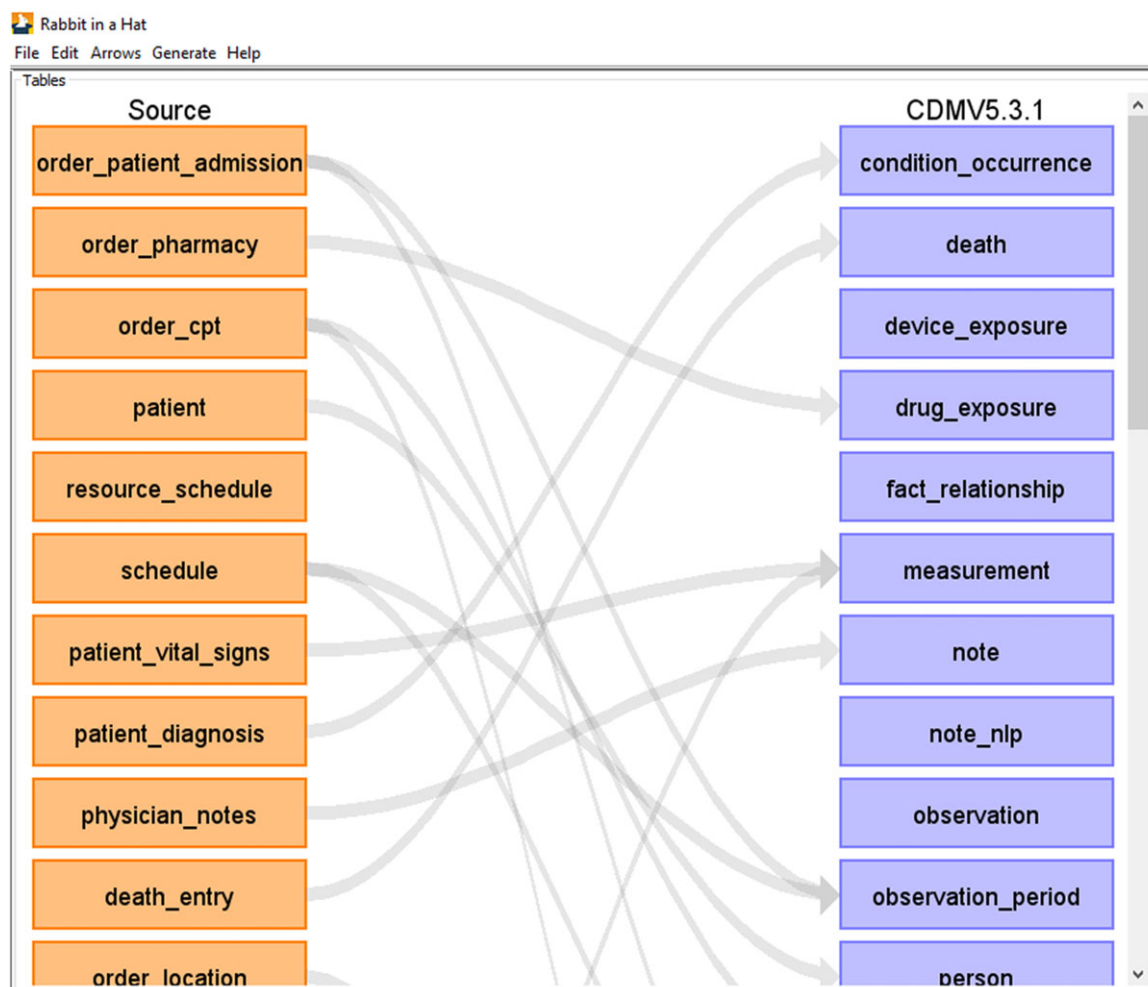 Rabbit in a Hat
File Edit Arrows Generate Help
Tables
Source
order_patient_admission
order_pharmacy
order_cpt
patient
resource_schedule
schedule
patient_vital_signs
patient_diagnosis
physician_notes
death_entry
order_location
CDMV5.3.1
condition_occurrence
death
device_exposure
drug_exposure
fact_relationship
measurement
note
note_nlp
observation
observation_period
person